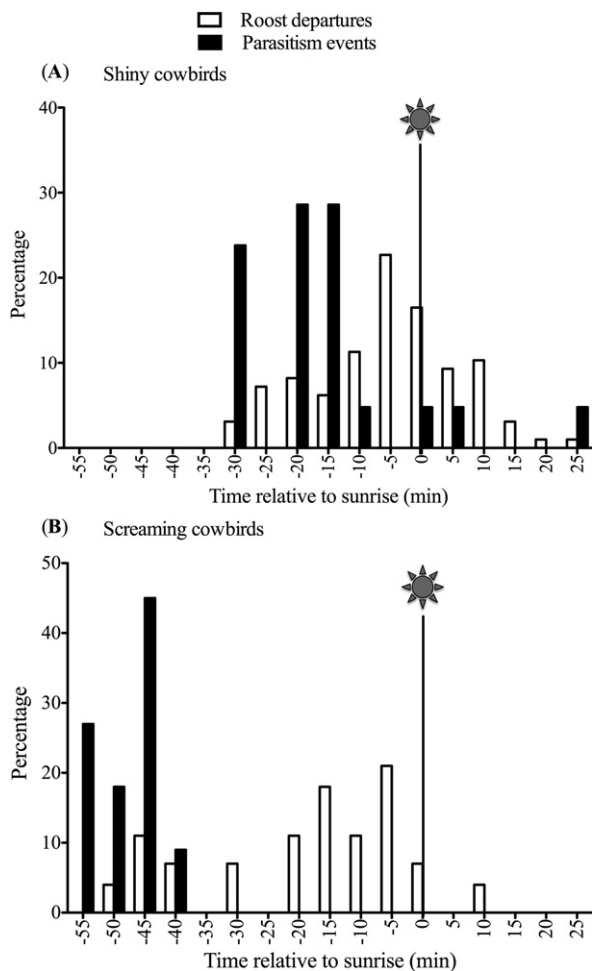 Roost departures
Parasitism events
(A) Shiny cowbirds
40
30
20
10
0
Percentage
-55 -50 -45 -40 -35 -30 -25 -20 -15 -10 -5 0 5 10 15 20 25
Time relative to sunrise (min)
(B) Screaming cowbirds
50
40
30
20
10
0
Percentage
-55 -50 -45 -40 -35 -30 -25 -20 -15 -10 -5 0 5 10 15 20 25
Time relative to sunrise (min)